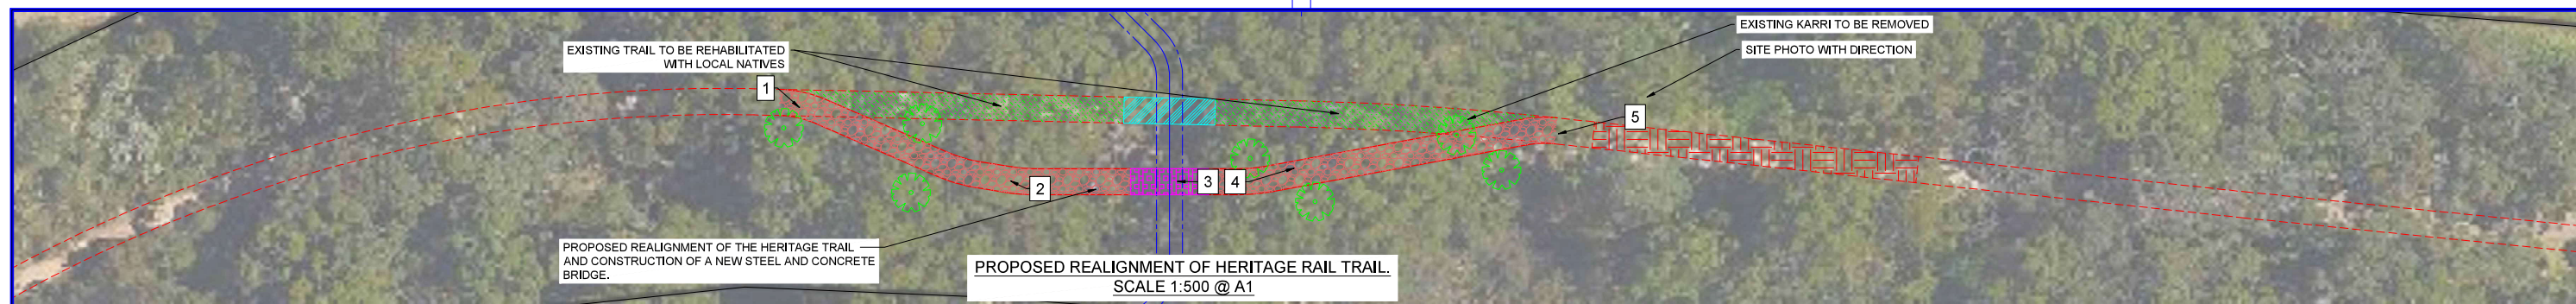 EXISTING KARRI TO BE REMOVED
EXISTING TRAIL TO BE REHABILITATED
WITH LOCAL NATIVES
SITE PHOTO WITH DIRECTION
1
5
2
3
4
PROPOSED REALIGNMENT OF THE HERITAGE TRAIL
AND CONSTRUCTION OF A NEW STEEL AND CONCRETE
BRIDGE.
PROPOSED REALIGNMENT OF HERITAGE RAIL TRAIL.
SCALE 1:500 @ A1